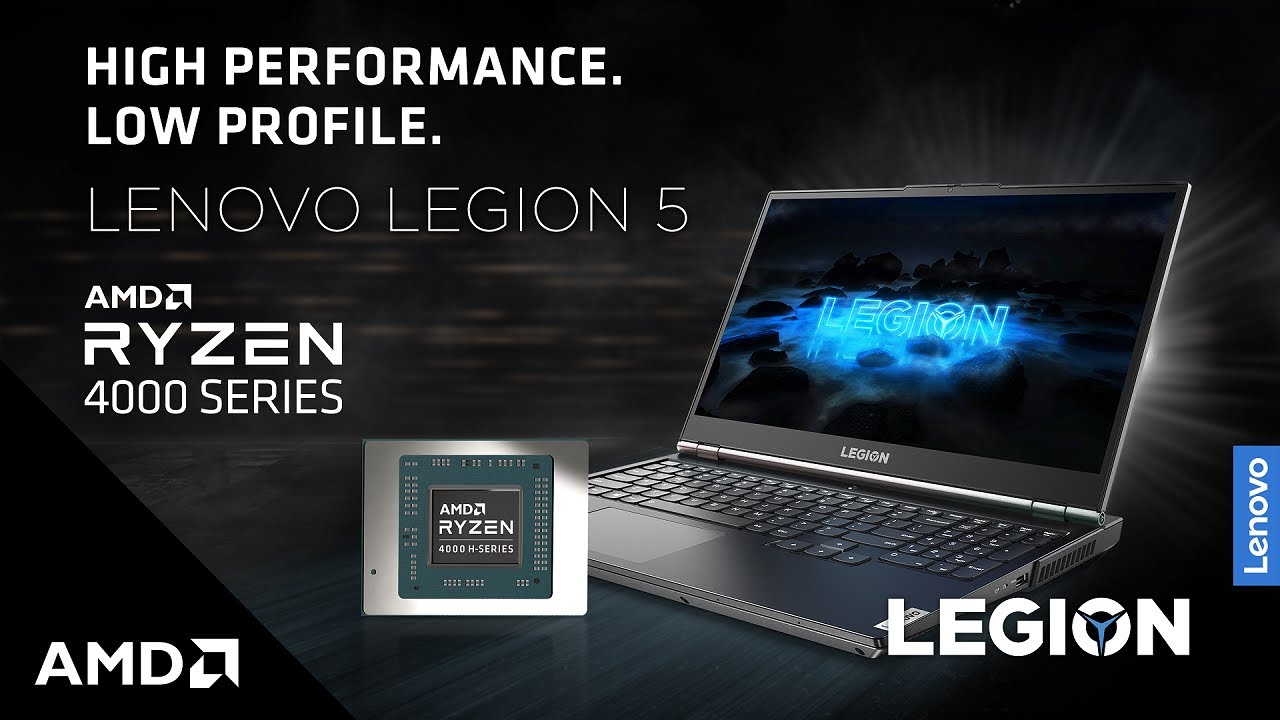 HIGH PERFORMANCE.
LOW PROFILE.
LENOVO LEGION 5
AMD
RYZEN
4000 SERIES
LEGION
LEGION
AMD
RYZEN
4000 H-SERIES
Lenovo
LEGION
AMD